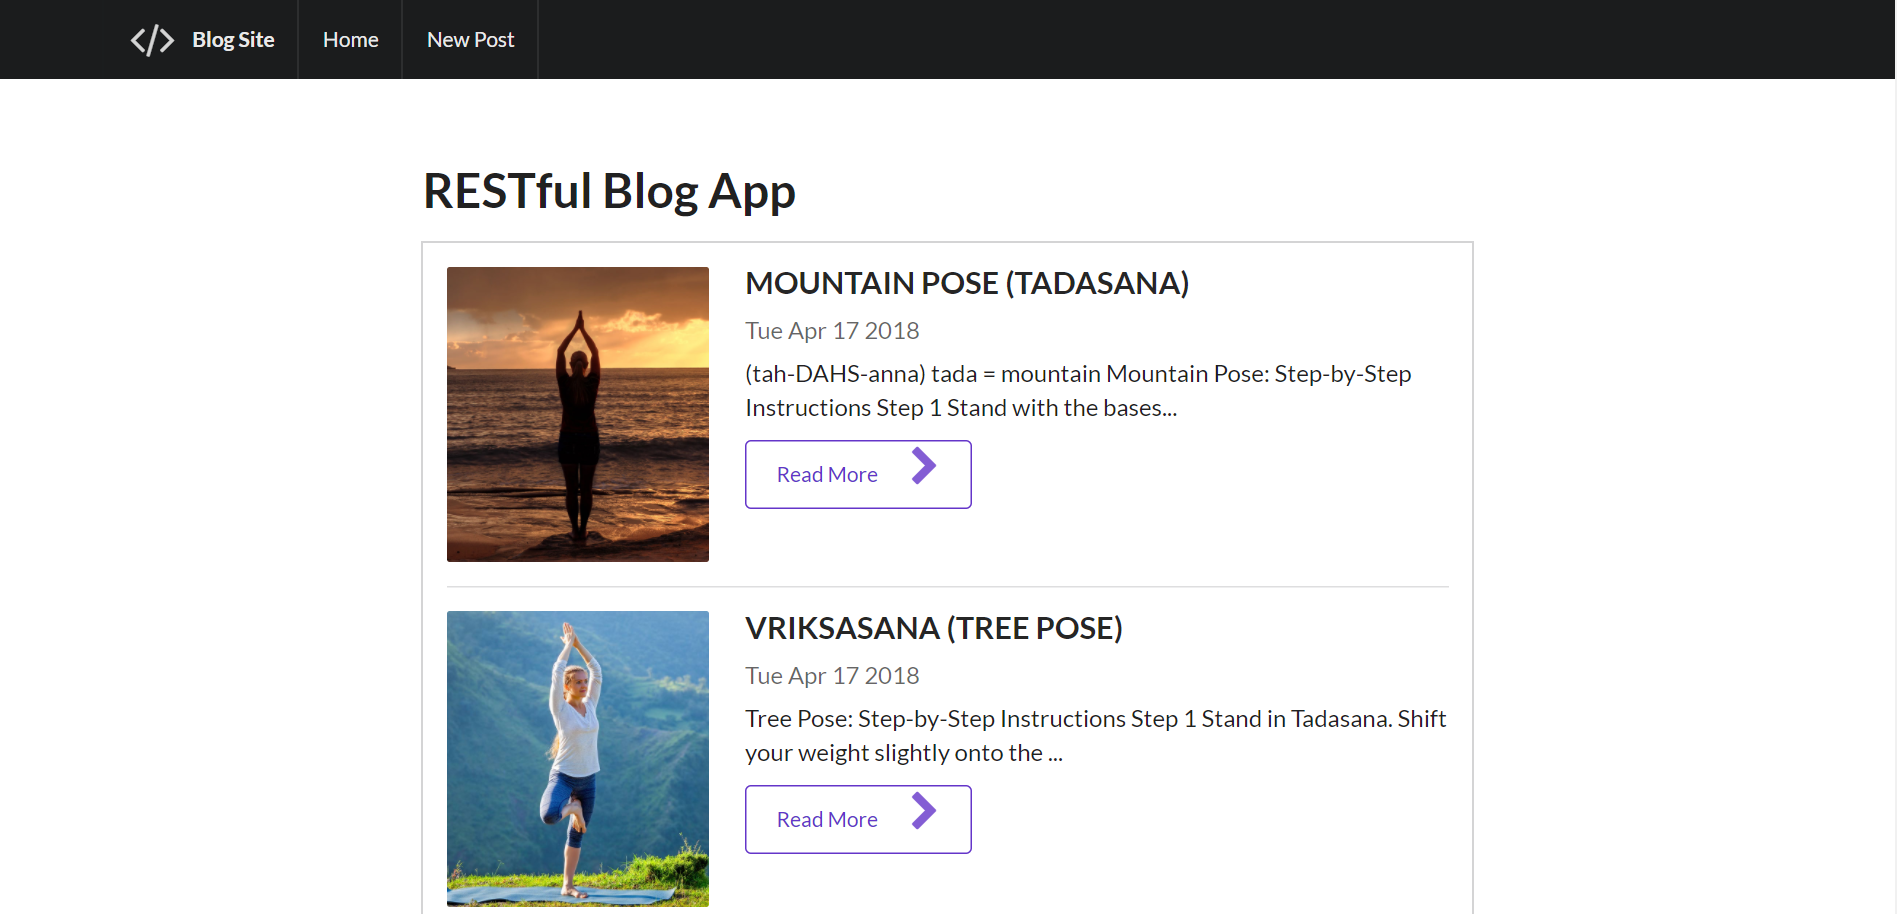 Blog Site
Home
New Post
RESTful Blog App
MOUNTAIN POSE (TADASANA)
Tue Apr 17 2018
(tah-DAHS-anna) tada = mountain Mountain Pose: Step-by-Step
Instructions Step 1 Stand with the bases...
Read More
VRIKSASANA (TREE POSE)
Tue Apr 17 2018
Tree Pose: Step-by-Step Instructions Step 1 Stand in Tadasana. Shift
your weight slightly onto the ...
Read More